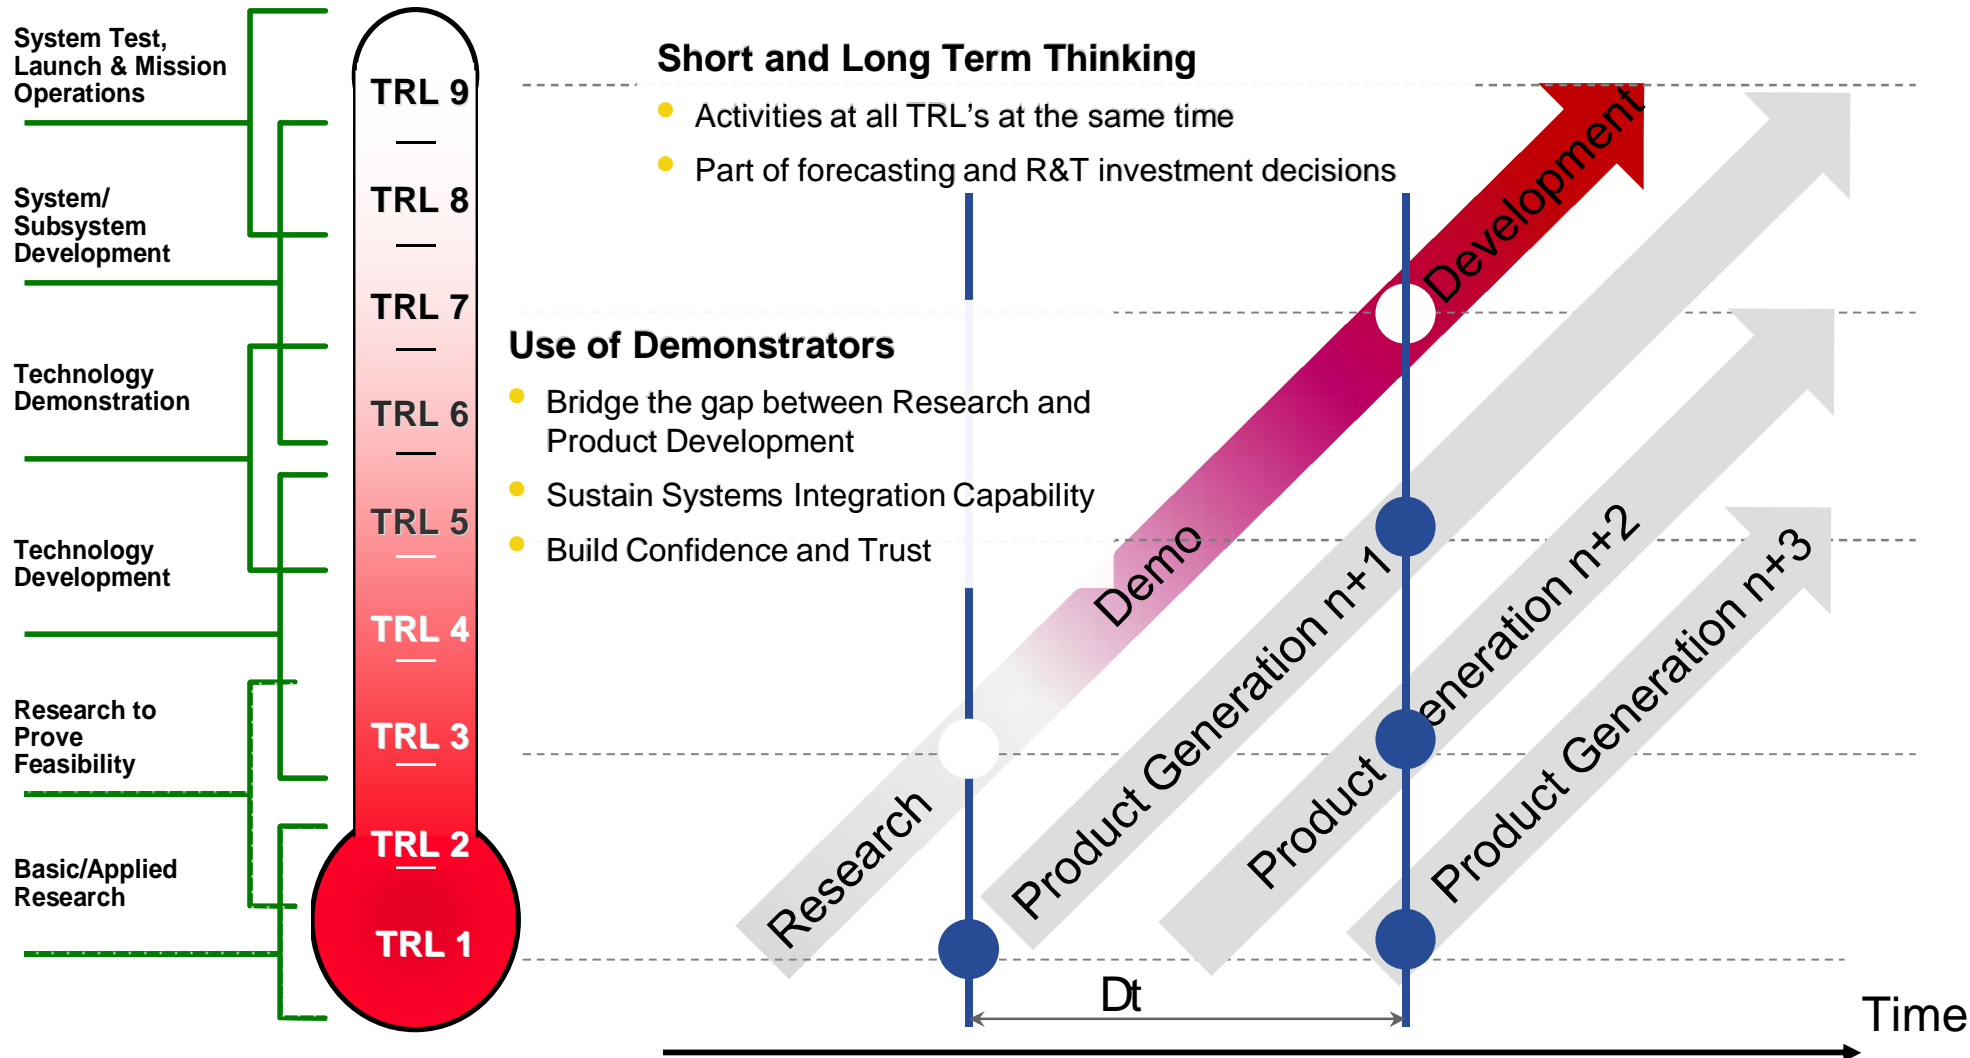 System Test,
Launch & Mission
Operations
System/
Subsystem
Development
Technology
Demonstration
Technology
Development
Research to
Prove
Feasibility
Basic/Applied
Research
TRL 9
TRL 8
TRL 7
TRL 6
TRL 5
TRL 4
TRL 3
TRL 2
TRL 1
Short and Long Term Thinking
Activities at all TRL's at the same time
Part of forecasting and R&T investment decisions
Use of Demonstrators
Bridge the gap between Research and
Product Development
Sustain Systems Integration Capability
Build Confidence and Trust
Research
Demo
Development
Product Generation n+1
Product eneration n+2
Product Generation n+3
Dt
Time